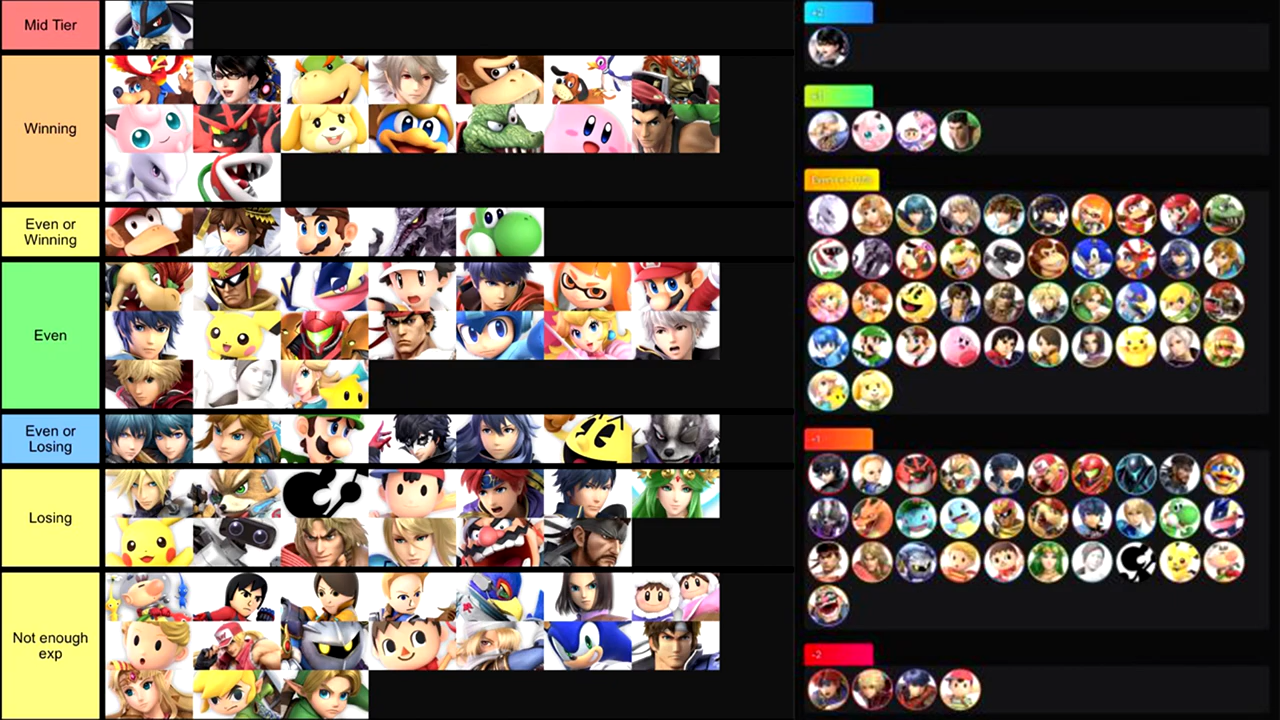 Mid Tier
Winning
Even or
Winning
Even
Even or
Losing
Losing
Not enough
exp
+2
+1
-1
-2